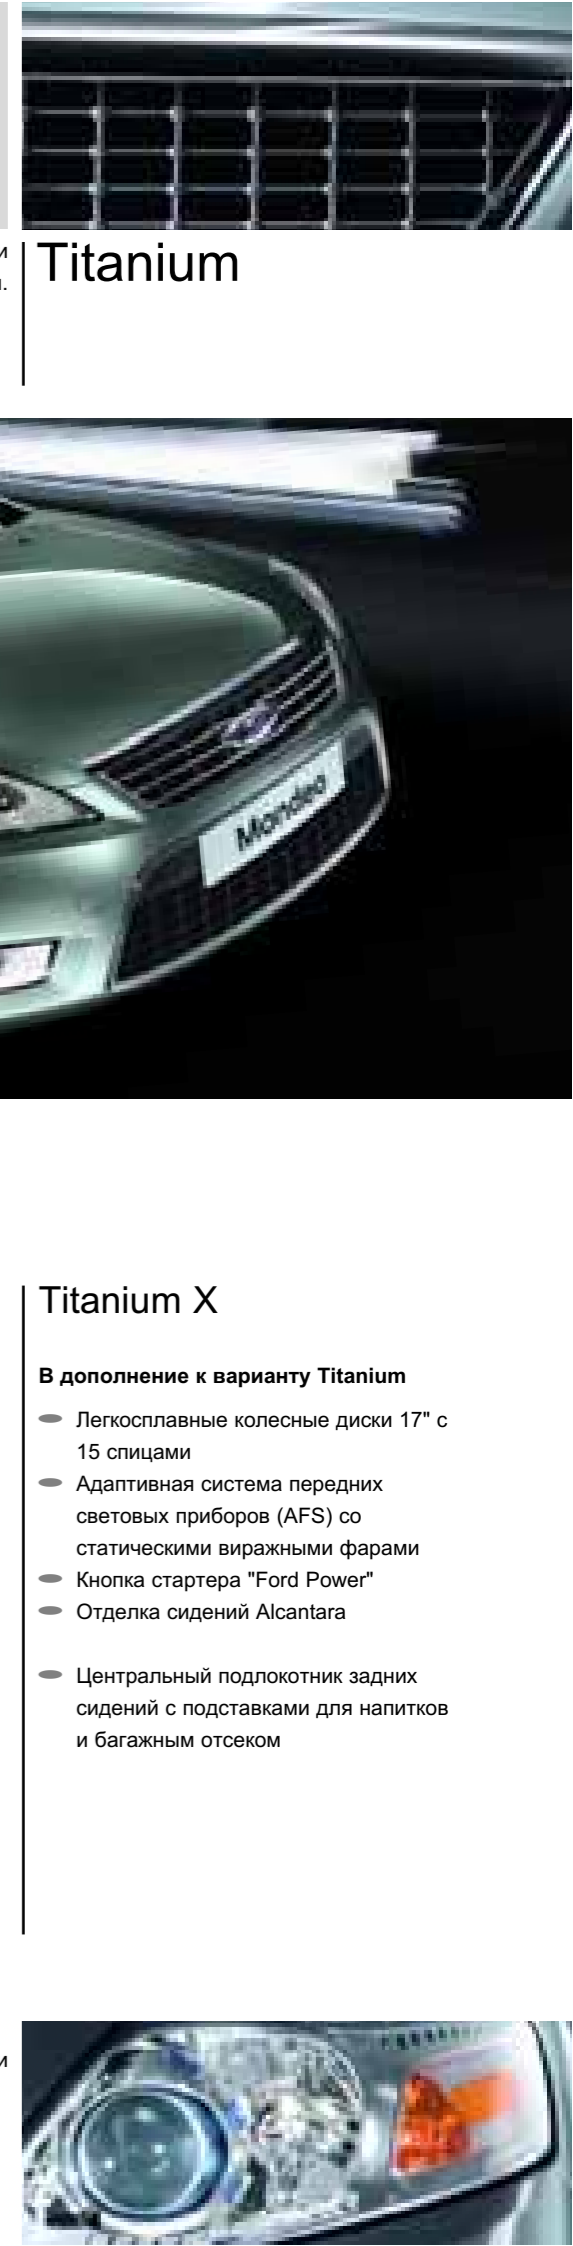 и
Titanium
.
Mondeo
Titanium X
В дополнение к варианту Titanium
Легкосплавные колесные диски 17" с
15 спицами
Адаптивная система передних
световых приборов (AFS) со
статическими виражными фарами
Кнопка стартера "Ford Power"
Отделка сидений Alcantara
Центральный подлокотник задних
сидений с подставками для напитков
и багажным отсеком
и